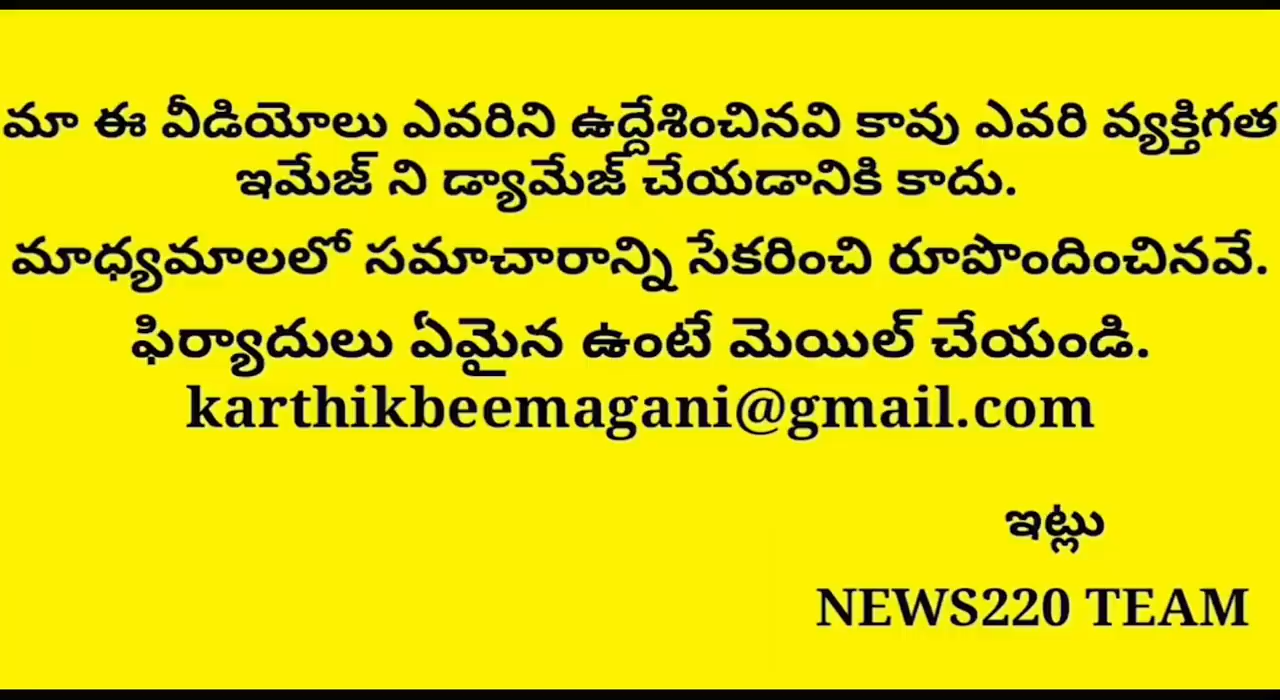 మా ఈ వీడియోలు ఎవరిని ఉద్దేశించినవి కావు ఎవరి వ్యక్తిగత
ఇమేజ్ ని డ్యామేజ్ చేయడానికి కాదు.
మాధ్యమాలలో సమాచారాన్ని సేకరించి రూపొందించినవే.
ఫిర్యాదులు ఏమైన ఉంటే మెయిల్ చేయండి.
karthikbeemagani@gmail.com
ఇట్లు
NEWS220 TEAM